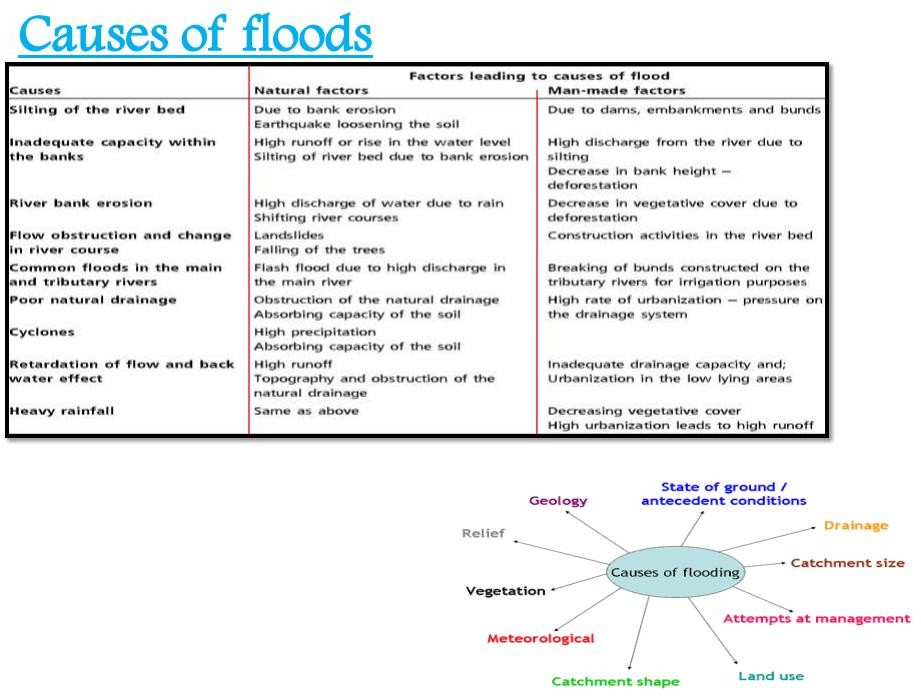 Causes of floods
Factors leading to causes of flood
Causes Natural factors Man-made factors
Silting of the river bed Due to bank erosion Due to dams, embankments and bunds
Earthquake loosening the soil
Inadequate capacity within High runoff or rise in the water level High discharge from the river due to
the banks Silting of river bed due to bank erosion silting
Decrease in bank height —
deforestation
River bank erosion High discharge of water due to rain Decrease in vegetative cover due to
Shifting river courses deforestation
Flow obstruction and change Landslides Construction activities in the river bed
in river course Falling of the trees
Common floods in the main Flash flood due to high discharge in Breaking of bunds constructed on the
and tributary rivers the main river tributary rivers for irrigation purposes
Poor natural drainage Obstruction of the natural drainage High rate of urbanization — pressure on
Absorbing capacity of the soil the drainage system
Cyclones High precipitation
Absorbing capacity of the soil
Retardation of flow and back High runoff Inadequate drainage capacity and;
water effect Topography and obstruction of the Urbanization in the low lying areas
natural drainage
Heavy rainfall Same as above Decreasing vegetative cover
High urbanization leads to high runoff
State of ground /
Geology antecedent conditions
Relief Drainage
Causes of flooding Catchment size
Vegetation
Attempts at management
Meteorological
Catchment shape Land use